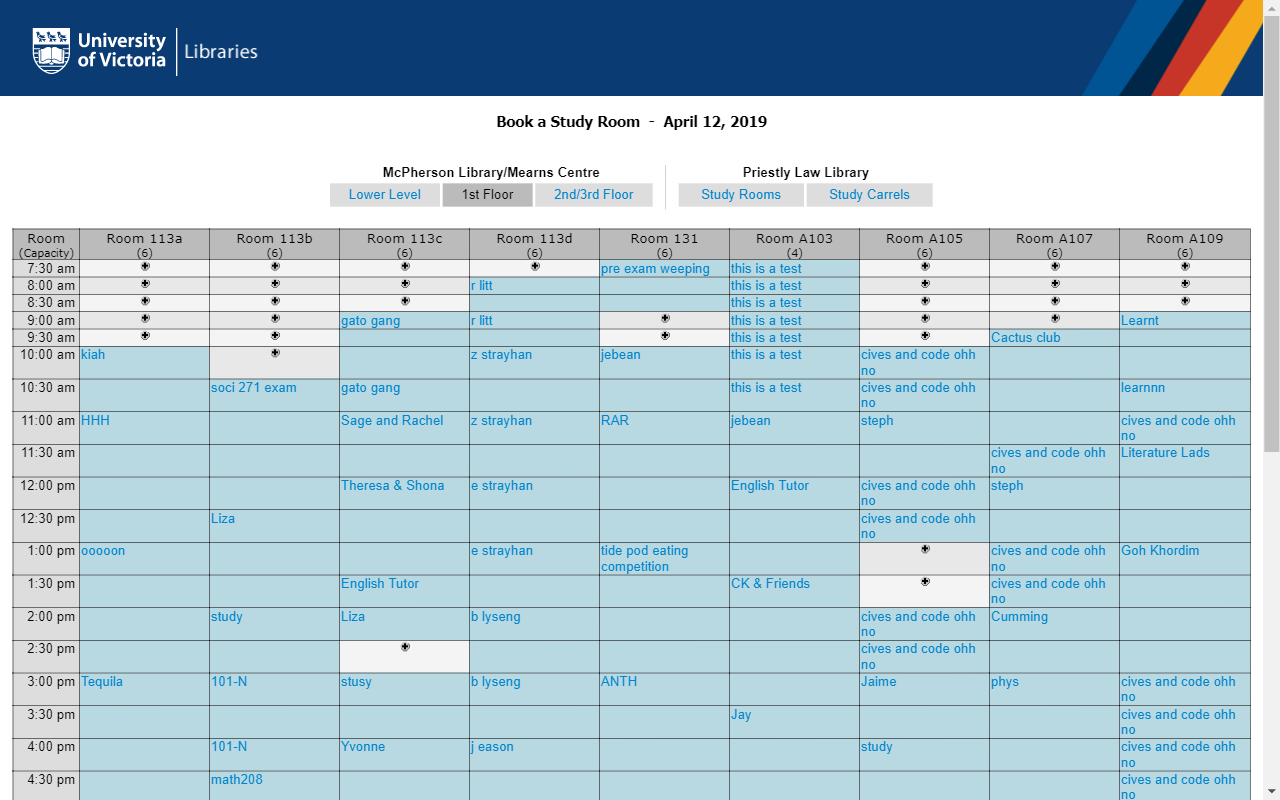 University
of Victoria
Libraries
Book a Study Room - April 12, 2019
McPherson Library/Mearns Centre
Priestly Law Library
Lower Level 1st Floor 2nd/3rd Floor
Study Rooms Study Carrels
Room Room 113a Room 113b Room 113c Room 113d Room 131 Room A103 Room A105 Room A107 Room A109
(Capacity) (6) (6) (6) (6) (6) (4) (6) (6) (6)
7:30 am pre exam weeping this is a test
8:00 am r litt this is a test
8:30 am this is a test
9:00 am gato gang r litt this is a test Learnt
9:30 am this is a test Cactus club
10:00 am kiah z strayhan jebean this is a test cives and code ohh
no
10:30 am soci 271 exam gato gang this is a test cives and code ohh learnnn
no
11:00 am HHH Sage and Rachel z strayhan RAR jebean steph cives and code ohh
no
11:30 am cives and code ohh Literature Lads
no
12:00 pm Theresa & Shona e strayhan English Tutor cives and code ohh steph
no
12:30 pm Liza cives and code ohh
no
1:00 pm ooooon e strayhan tide pod eating cives and code ohh Goh Khordim
competition no
1:30 pm English Tutor CK & Friends cives and code ohh
no
2:00 pm study Liza b lyseng cives and code ohh Cumming
no
2:30 pm cives and code ohh
no
3:00 pm Tequila 101-N stusy b lyseng ANTH Jaime phys cives and code ohh
no
3:30 pm Jay cives and code ohh
no
4:00 pm 101-N Yvonne j eason study cives and code ohh
no
4:30 pm math208 cives and code ohh
no